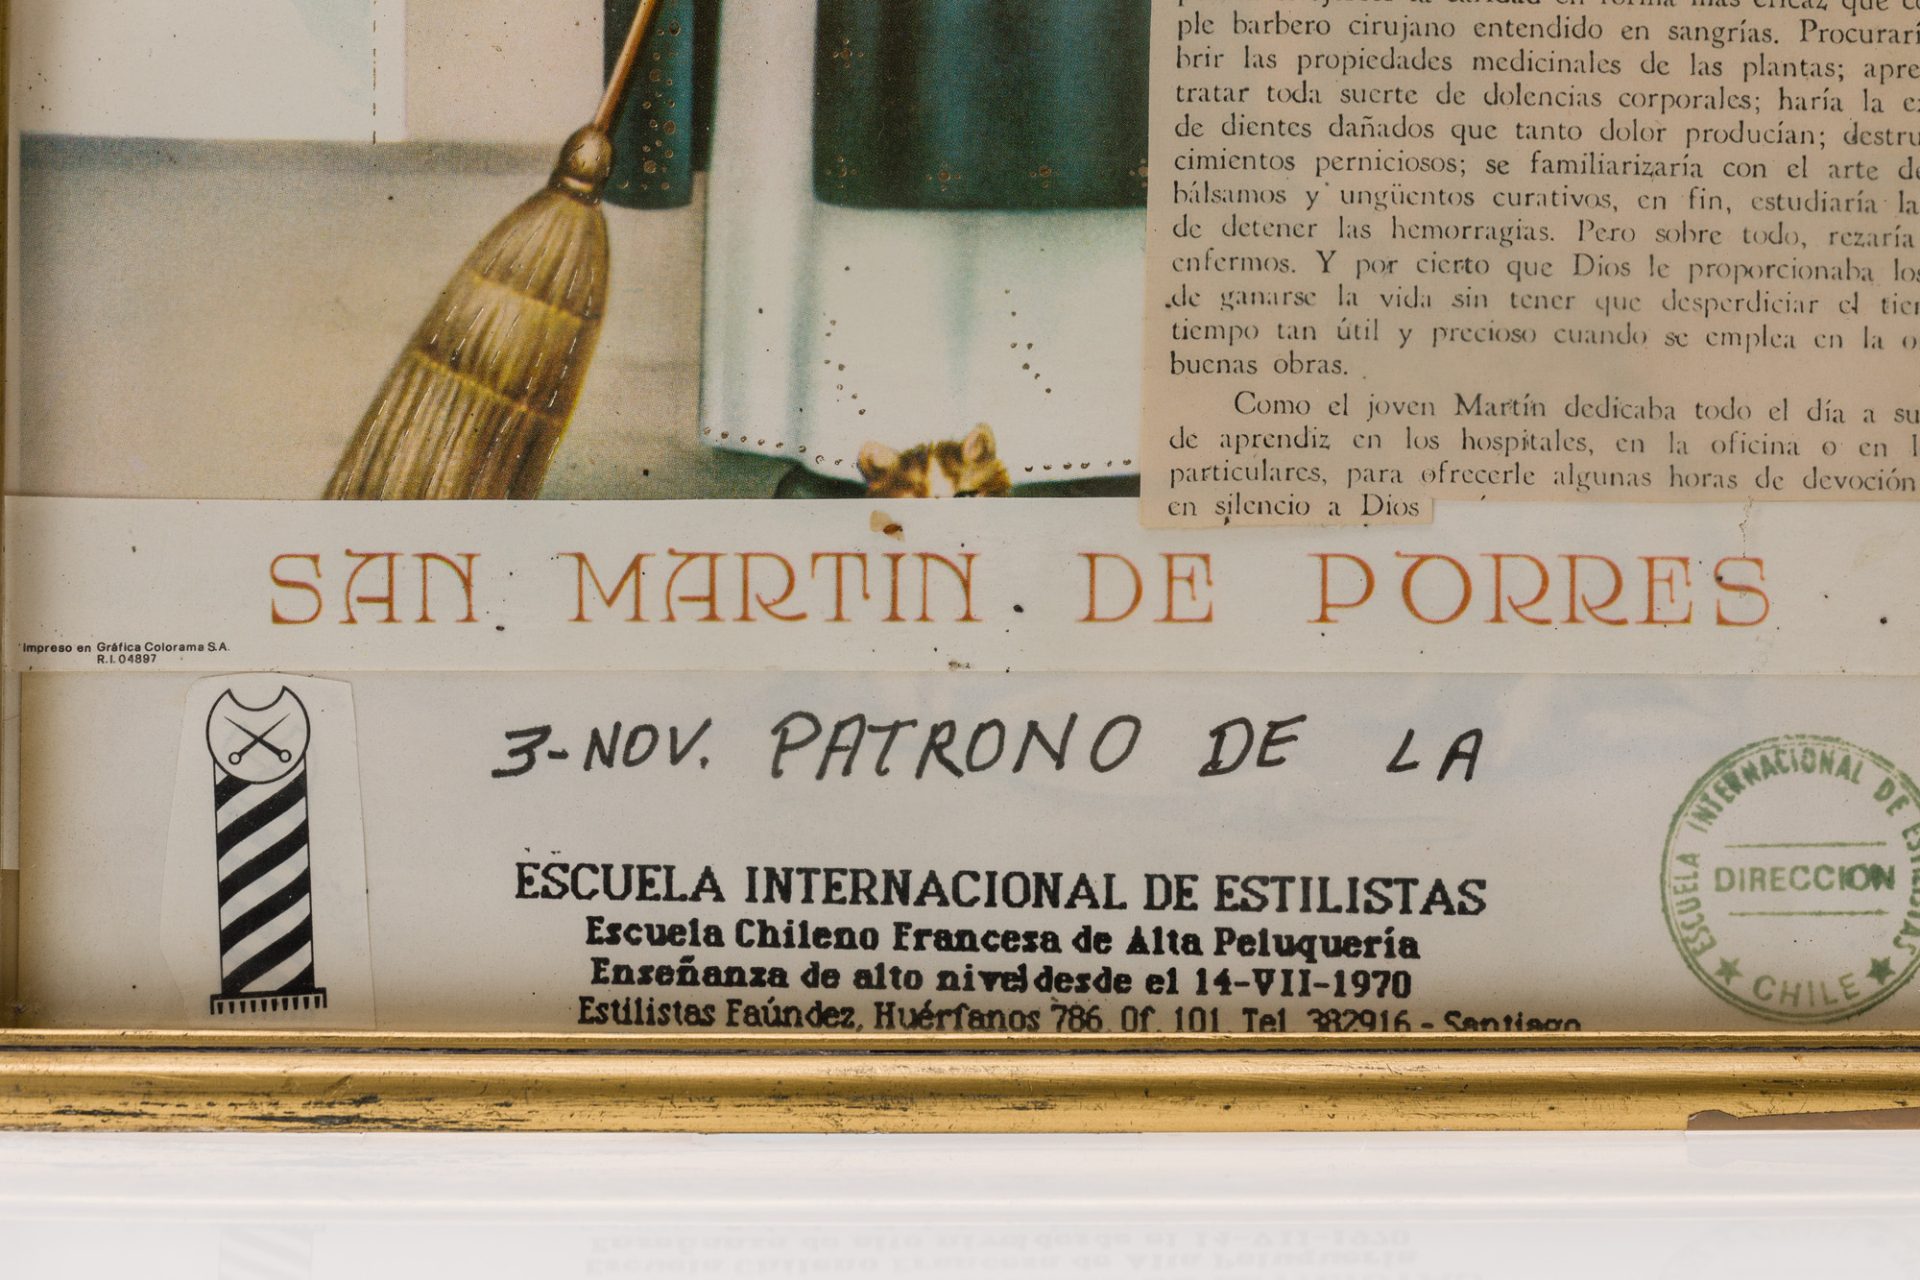 ple barbero cirujano entendido en sangrías.
brir las propiedades medicinales de las plantas;
tratar toda suerte de dolencias corporales; haría la
de dientes dañados que tanto dolor producían;
cimientos perniciosos; se familiarizaría con el arte
bálsamos y ungüentos curativos, en fin, estudiaría la
de detener las hemorragias. Pero sobre todo, rezaría
enfermos. Y por cierto que Dios le proporcionaba
de ganarse la vida sin tener que desperdiciar el
tiempo tan útil y precioso cuando se emplea en la
buenas obras.
Como el joven Martín dedicaba todo el día a
de aprendiz en los hospitales, en la oficina o en
particulares, para ofrecerle algunas horas de devoción
en silencio a Dios
SAN MARTIN DE PORRES
Impreso en Gráfica Colorama S.A.
R.I. 04897
3-NOV. PATRONO DE LA
ESCUELA INTERNACIONAL DE ESTILISTAS
Escuela Chileno Francesa de Alta Peluquería
Enseñanza de alto nivel desde el 14-VII-1970
Estilistas Faúndez, Huérfanos 786 Of. 101 Tel 382916 - Santiago
ESCUELA INTERNACIONAL DE ESTILISTAS
DIRECCION
★ CHILE ★